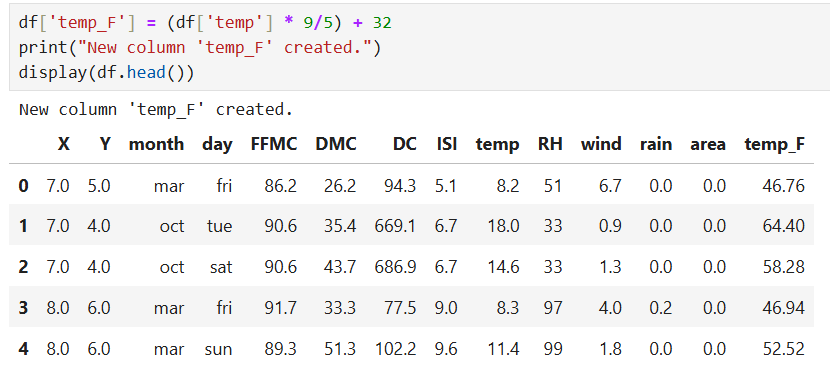 df['temp_F'] = (df['temp'] * 9/5) + 32
print("New column 'temp_F' created.")
display(df.head())
New column 'temp_F' created.
X Y month day FFMC DMC DC ISI temp RH wind rain area temp_F
0 7.0 5.0 mar fri 86.2 26.2 94.3 5.1 8.2 51 6.7 0.0 0.0 46.76
1 7.0 4.0 oct tue 90.6 35.4 669.1 6.7 18.0 33 0.9 0.0 0.0 64.40
2 7.0 4.0 oct sat 90.6 43.7 686.9 6.7 14.6 33 1.3 0.0 0.0 58.28
3 8.0 6.0 mar fri 91.7 33.3 77.5 9.0 8.3 97 4.0 0.2 0.0 46.94
4 8.0 6.0 mar sun 89.3 51.3 102.2 9.6 11.4 99 1.8 0.0 0.0 52.52